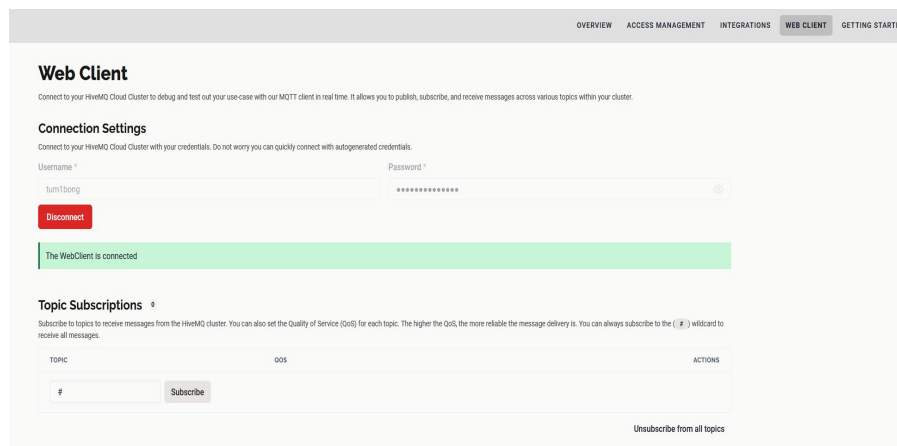 OVERVIEW ACCESS MANAGEMENT INTEGRATIONS WEB CLIENT GETTING START
Web Client
Connect to your HiveMQ Cloud Cluster to debug and test out your use-case with our MQTT client in real time. It allows you to publish, subscribe, and receive messages across various topics within your cluster.
Connection Settings
Connect to your HiveMQ Cloud Cluster with your credentials. Do not worry you can quickly connect with autogenerated credentials.
Username * Password *
tum1bong ••••••••••••••
Disconnect
The WebClient is connected
Topic Subscriptions 0
Subscribe to topics to receive messages from the HiveMQ cluster. You can also set the Quality of Service (QoS) for each topic. The higher the QoS, the more reliable the message delivery is. You can always subscribe to the ( # ) wildcard to
receive all messages.
TOPIC QOS ACTIONS
# Subscribe
Unsubscribe from all topics